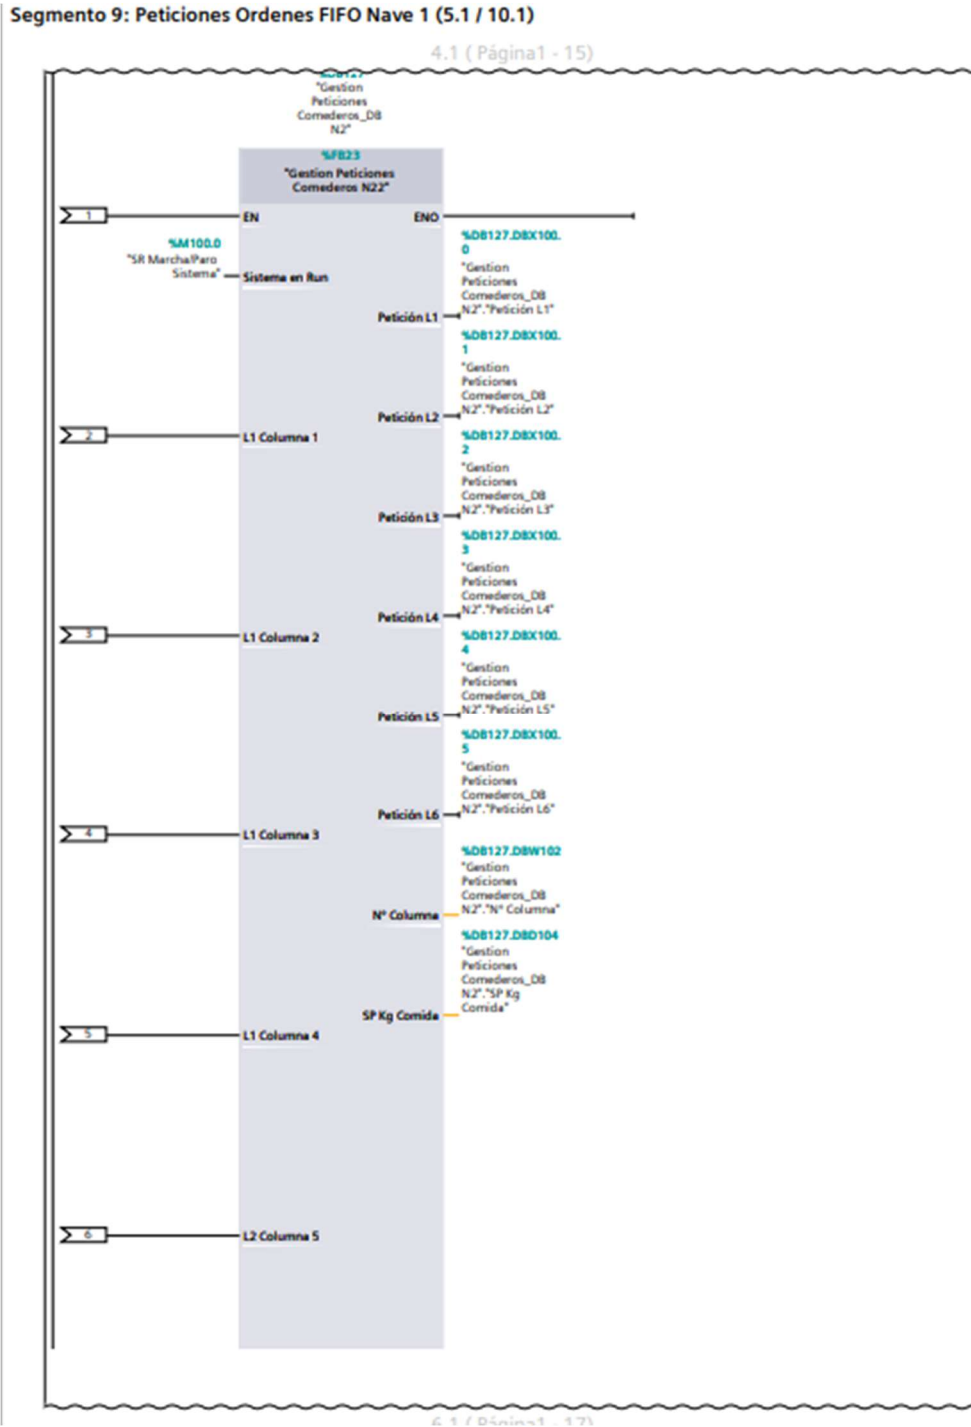 Segmento 9: Peticiones Ordenes FIFO Nave 1 (5.1 / 10.1)
4.1 ( Página1 - 15)
"Gestion
Peticiones
Comederos_DB
N2"
%FB23
"Gestion Peticiones
Comederos N22"
1
EN
ENO
%M100.0
"SR Marcha/Paro
Sistema"
Sistema en Run
%DB127.DBX100.
0
"Gestion
Peticiones
Comederos_DB
N2"."Petición L1"
Petición L1
%DB127.DBX100.
1
"Gestion
Peticiones
Comederos_DB
N2"."Petición L2"
Petición L2
2
L1 Columna 1
%DB127.DBX100.
2
"Gestion
Peticiones
Comederos_DB
N2"."Petición L3"
Petición L3
%DB127.DBX100.
3
"Gestion
Peticiones
Comederos_DB
N2"."Petición L4"
Petición L4
3
L1 Columna 2
%DB127.DBX100.
4
"Gestion
Peticiones
Comederos_DB
N2"."Petición L5"
Petición L5
%DB127.DBX100.
5
"Gestion
Peticiones
Comederos_DB
N2"."Petición L6"
Petición L6
4
L1 Columna 3
%DB127.DBW102
"Gestion
Peticiones
Comederos_DB
N2"."Nº Columna"
Nº Columna
%DB127.DBD104
"Gestion
Peticiones
Comederos_DB
N2"."SP Kg
Comida"
SP Kg Comida
5
L1 Columna 4
6
L2 Columna 5
6.1 ( Página1 - 17)